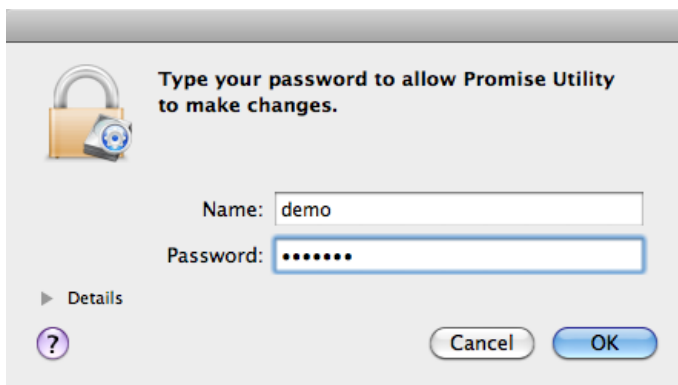 Type your password to allow Promise Utility
to make changes.
Name: demo
Password: •••••••
Details
?
Cancel OK